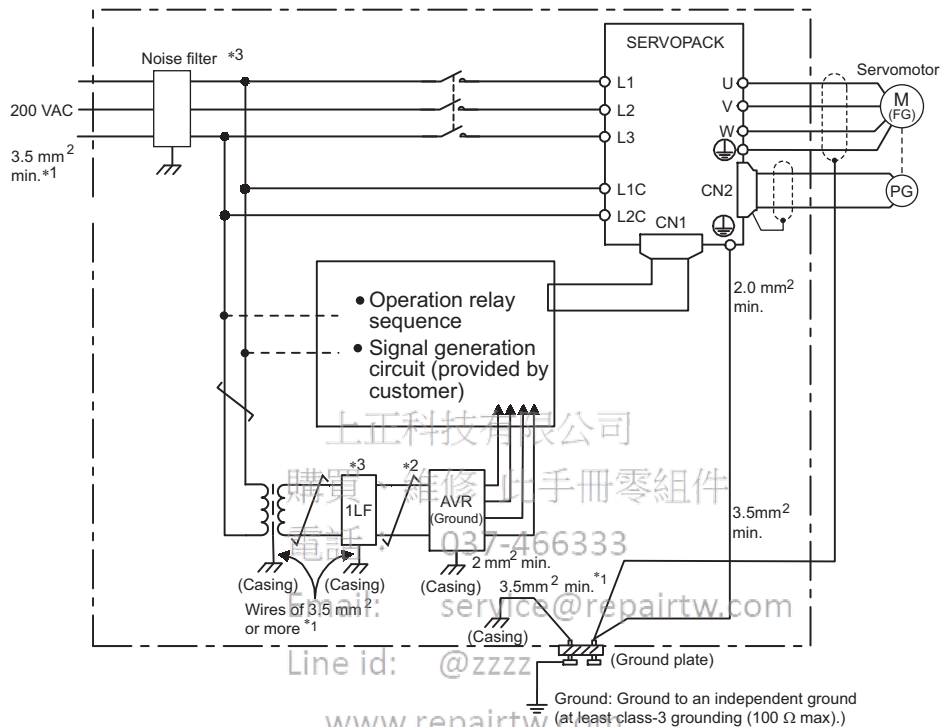 Noise filter *3
SERVOPACK
Servomotor
200 VAC
3.5 mm2
min.*1
L1
L2
L3
L1C
L2C
U
V
W
M
(FG)
PG
CN2
CN1
2.0 mm2
min.
• Operation relay
sequence
• Signal generation
circuit (provided by
customer)
上正科技有限公司
購買、維修 此手冊零組件
電話： 037-466333
*3
*2
1LF
AVR
(Ground)
3.5mm2
min.
2 mm2 min.
(Casing)
(Casing)
(Casing)
3.5mm2 min.*1
Wires of 3.5 mm2
or more *1
Email: service@repairtw.com
(Casing)
(Ground plate)
Line id: @zzzz
Ground: Ground to an independent ground
(at least class-3 grounding (100 Ω max).)
www.repairtw.com